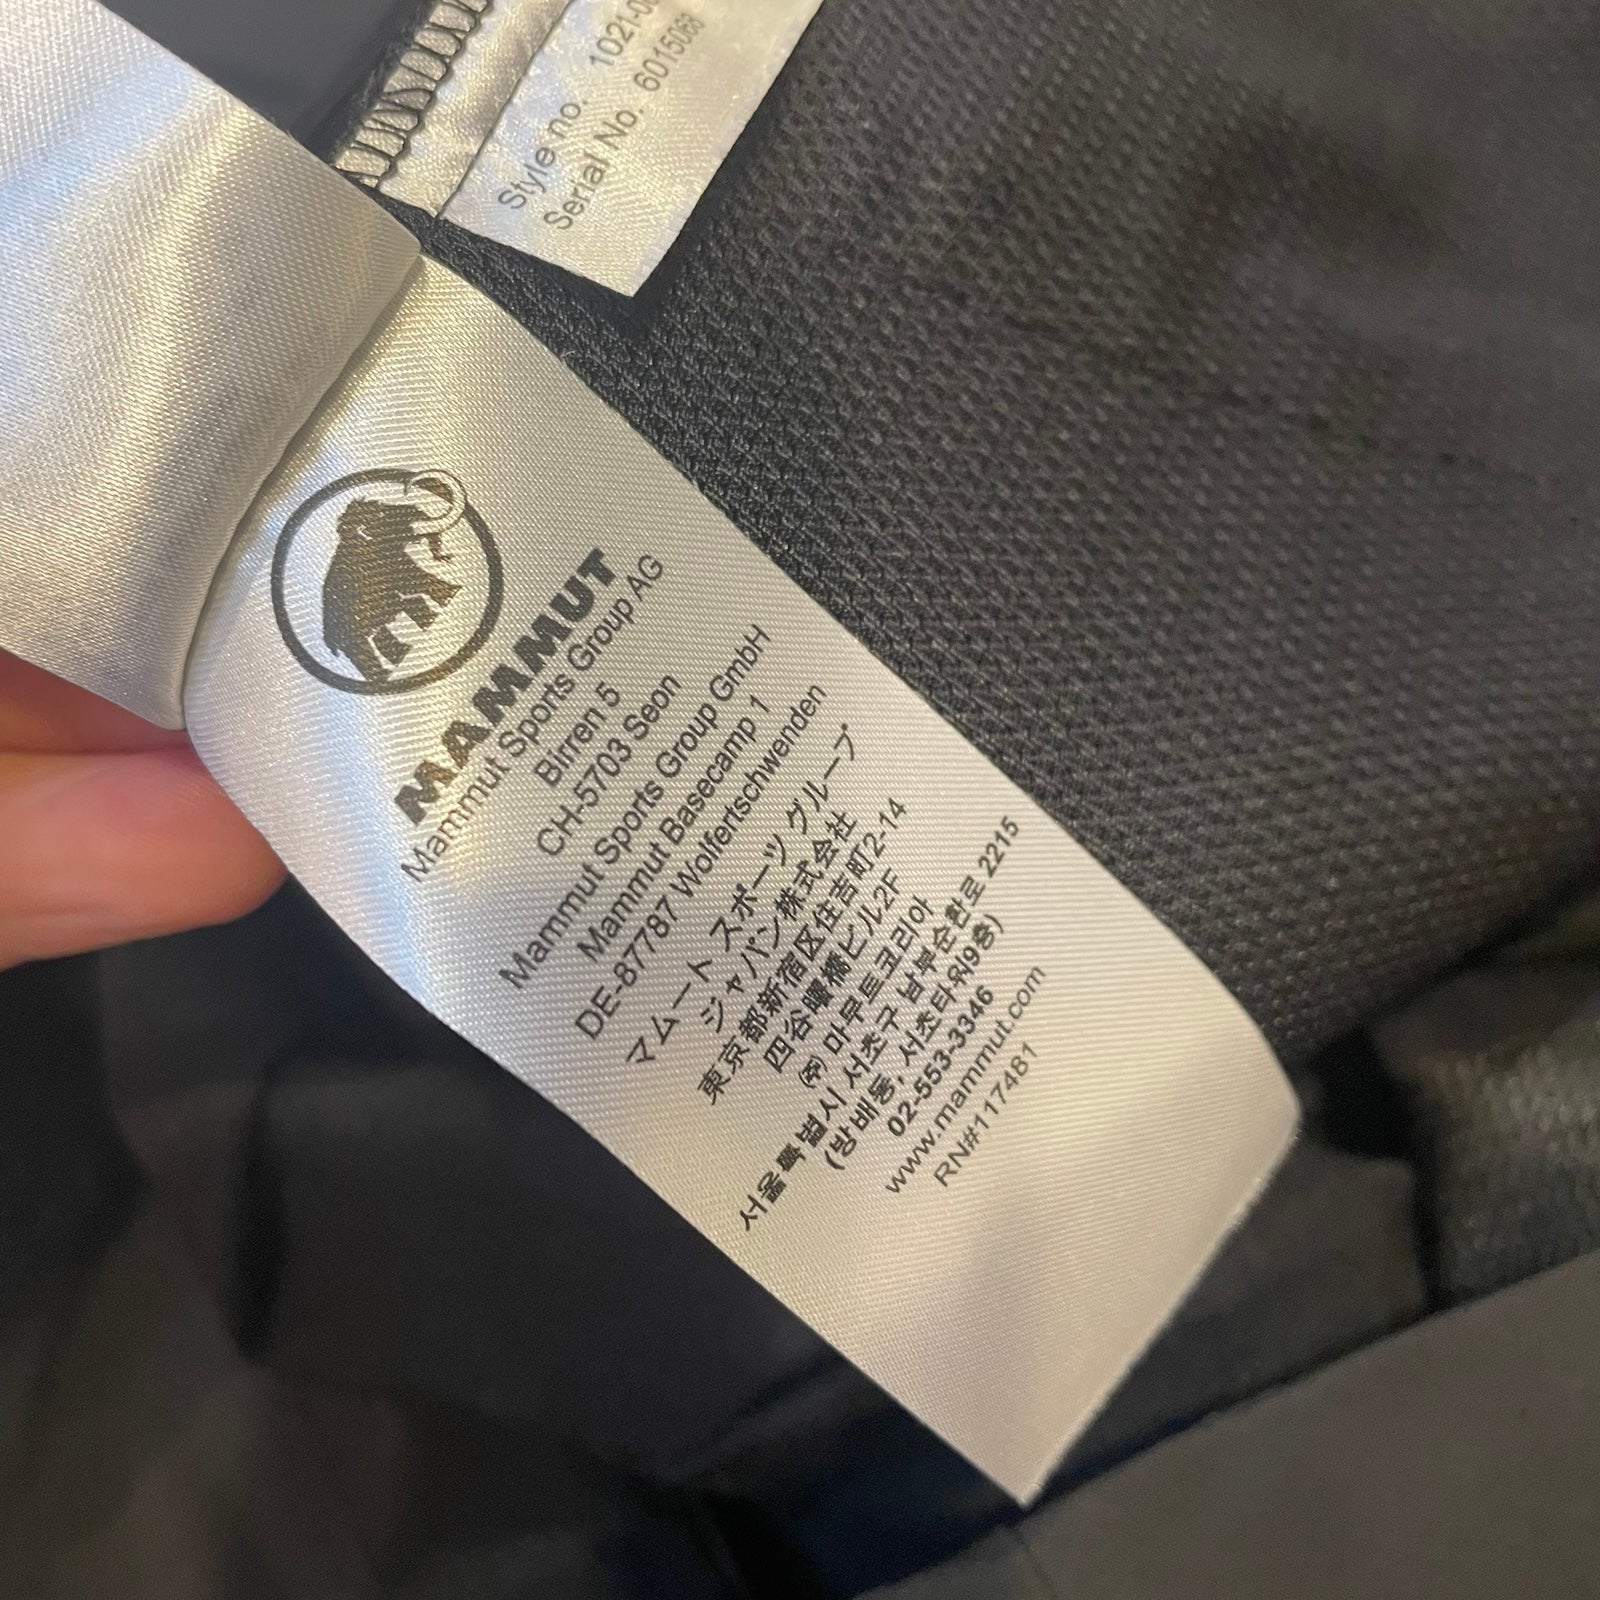 Style no. 1021-0
Serial No. 6015068
MAMMUT
Mammut Sports Group AG
Birren 5
CH-5703 Seon
Mammut Sports Group GmbH
Mammut Basecamp 1
DE-87787 Wolfertschwenden
マムート スポーツ グループ
ジャパン株式会社
東京都新宿区住吉町2-14
四谷曙橋ビル2F
(주) 마무트코리아
서울특별시 서초구 남부순환로 2215
(방배동, 서초타워9층)
02-553-3346
www.mammut.com
RN#117481